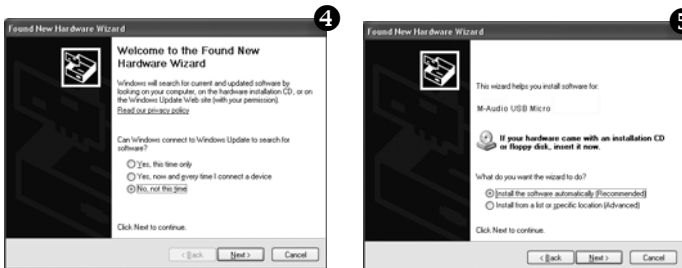 4
Found New Hardware Wizard
Welcome to the Found New
Hardware Wizard
Windows will search for current and updated software by
looking on your computer, on the hardware installation CD, or on
the Windows Update Web site (with your permission).
Read our privacy policy
Can Windows connect to Windows Update to search for
software?
Yes, this time only
Yes, now and every time I connect a device
No, not this time
Click Next to continue.
< Back
Next >
Cancel
5
Found New Hardware Wizard
This wizard helps you install software for:
M-Audio USB Micro
If your hardware came with an installation CD
or floppy disk, insert it now.
What do you want the wizard to do?
Install the software automatically (Recommended)
Install from a list or specific location (Advanced)
Click Next to continue.
< Back
Next >
Cancel